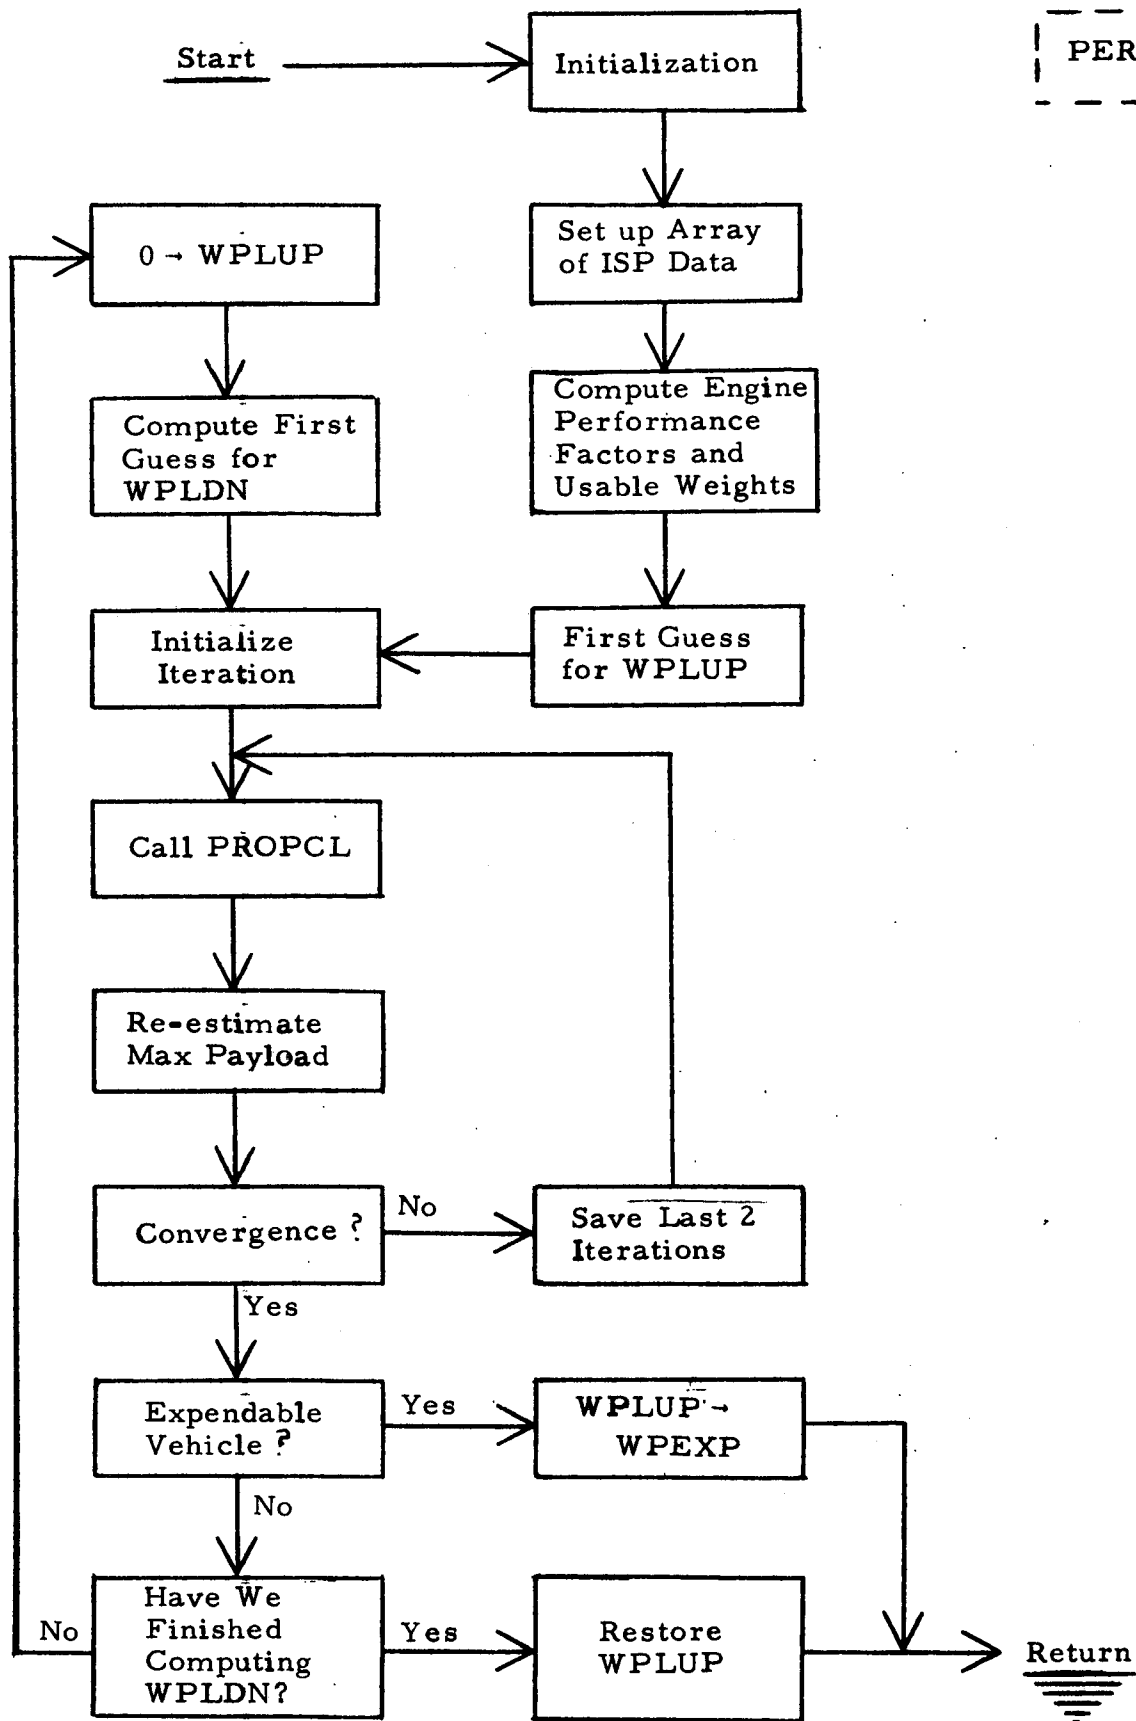 Start
Initialization
PER
Set up Array
of ISP Data
Compute Engine
Performance
Factors and
Usable Weights
First Guess
for WPLUP
0 → WPLUP
Compute First
Guess for
WPLDN
Initialize
Iteration
Call PROPCL
Re-estimate
Max Payload
Convergence ?
No
Save Last 2
Iterations
Yes
Expendable
Vehicle ?
Yes
WPLUP →
WPEXP
No
Have We
Finished
Computing
WPLDN?
No
Yes
Restore
WPLUP
Return